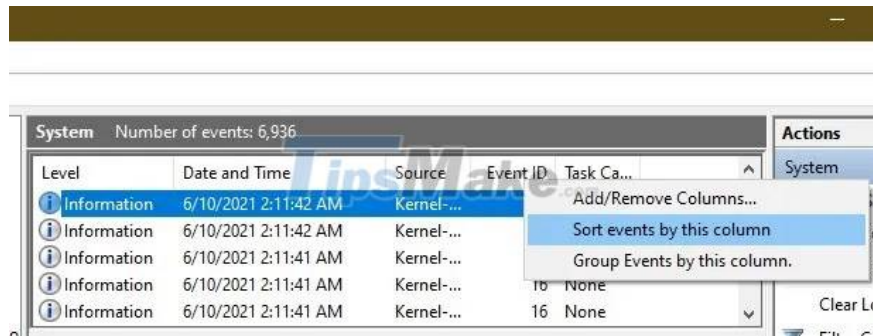 System Number of events: 6,936
Actions
Level Date and Time Source Event ID Task Ca...
System
TipsMake.com
Information 6/10/2021 2:11:42 AM Kernel-...
Add/Remove Columns...
Information 6/10/2021 2:11:42 AM Kernel-...
Sort events by this column
Information 6/10/2021 2:11:41 AM Kernel-...
Group Events by this column.
Information 6/10/2021 2:11:41 AM Kernel-... 16 None
Information 6/10/2021 2:11:41 AM Kernel-... 16 None
Clear Lo